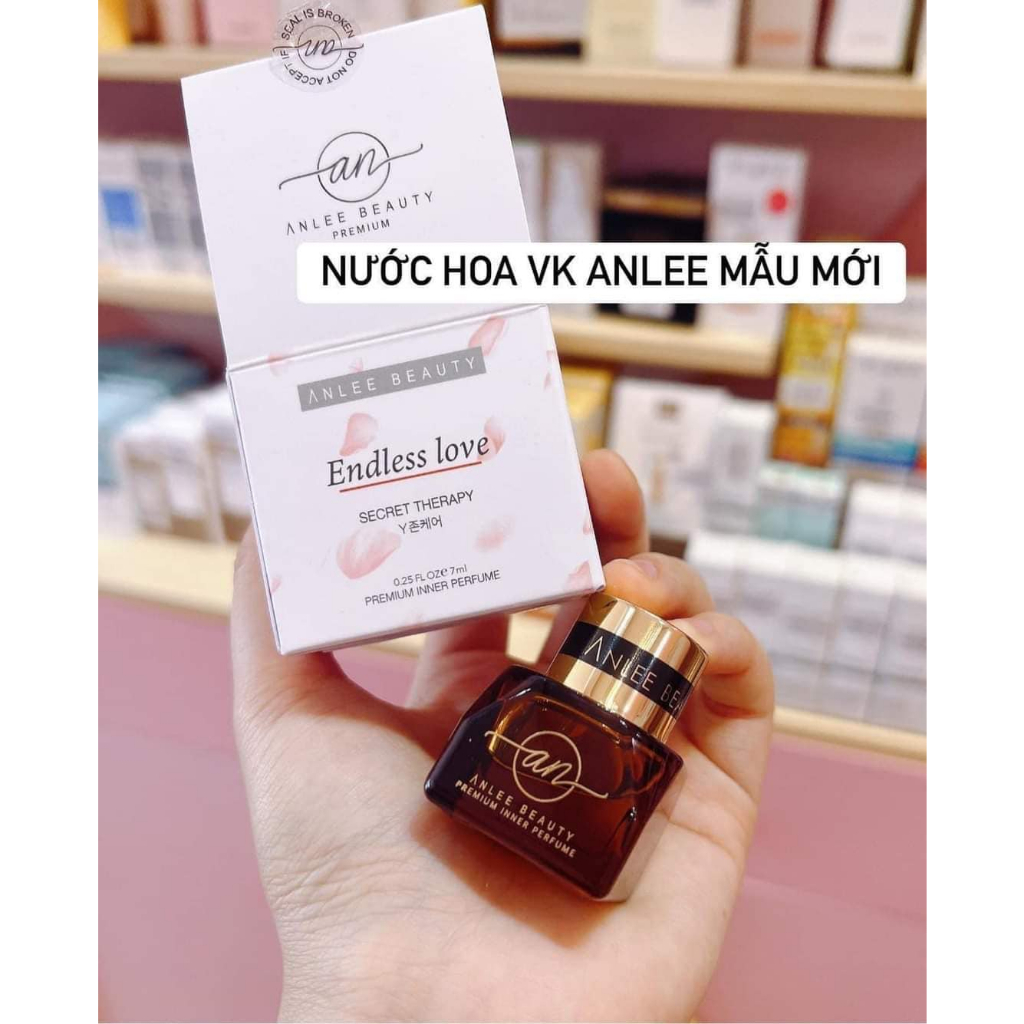 SEAL IS BROKEN
DO NOT ACCEPT IF
an
an
ANLEE BEAUTY
PREMIUM
NƯỚC HOA VK ANLEE MẪU MỚI
ANLEE BEAUTY
Endless love
SECRET THERAPY
Y존케어
0.25 FL OZ℮ 7ml
PREMIUM INNER PERFUME
ANLEE BEA
an
ANLEE BEAUTY
PREMIUM INNER PERFUME